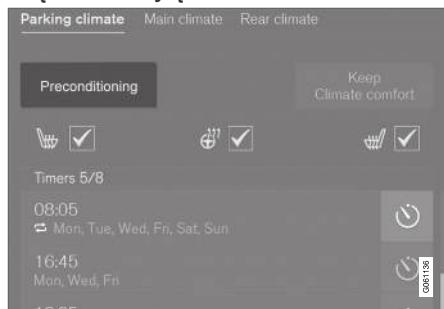 Parking climate Main climate Rear climate
Preconditioning
Keep
Climate comfort
Timers 5/8
08:05
Mon, Tue, Wed, Fri, Sat, Sun
16:45
Mon, Wed, Fri
G061136